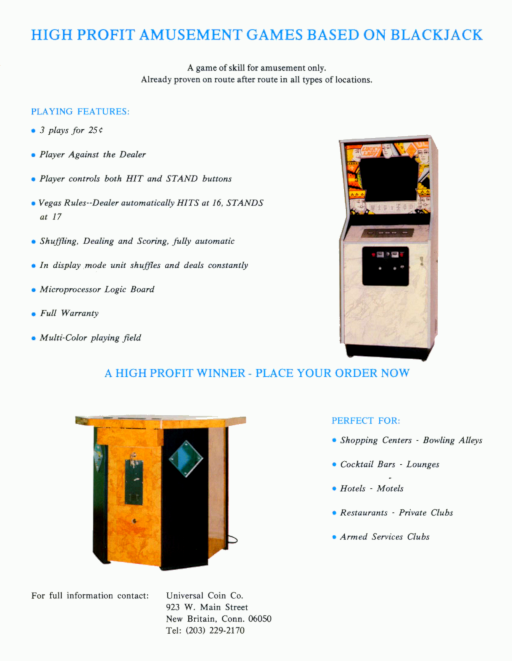 HIGH PROFIT AMUSEMENT GAMES BASED ON BLACKJACK
A game of skill for amusement only.
Already proven on route after route in all types of locations.
PLAYING FEATURES:
• 3 plays for 25¢
• Player Against the Dealer
• Player controls both HIT and STAND buttons
• Vegas Rules--Dealer automatically HITS at 16, STANDS
at 17
• Shuffling, Dealing and Scoring, fully automatic
• In display mode unit shuffles and deals constantly
• Microprocessor Logic Board
• Full Warranty
• Multi-Color playing field
A HIGH PROFIT WINNER - PLACE YOUR ORDER NOW
PERFECT FOR:
• Shopping Centers - Bowling Alleys
• Cocktail Bars - Lounges
• Hotels - Motels
• Restaurants - Private Clubs
• Armed Services Clubs
For full information contact: Universal Coin Co.
923 W. Main Street
New Britain, Conn. 06050
Tel: (203) 229-2170